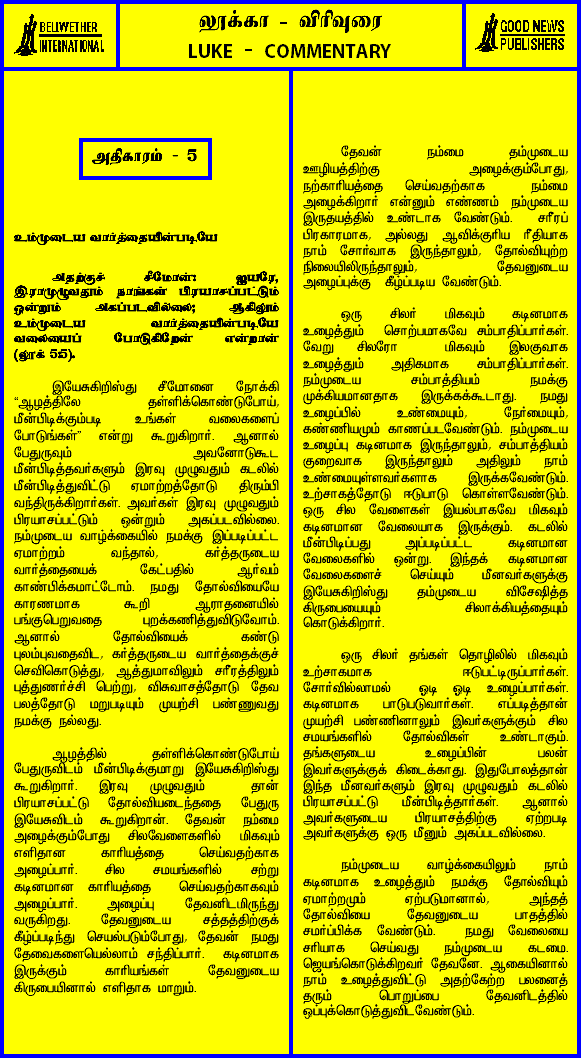 BELLWETHER
INTERNATIONAL
லூக்கா - விரிவுரை
LUKE - COMMENTARY
GOOD NEWS
PUBLISHERS
அதிகாரம் - 5
உம்முடைய வார்த்தையின்படியே
அதற்குச் சீமோன்: ஐயரே,
இராமுழுவதும் நாங்கள் பிரயாசப்பட்டும்
ஒன்றும் அகப்படவில்லை; ஆகிலும்
உம்முடைய வார்த்தையின்படியே
வலையைப் போடுகிறேன் என்றான்
(லூக் 5:5).
இயேசுகிறிஸ்து சீமோனை நோக்கி
“ஆழத்திலே தள்ளிக்கொண்டுபோய்,
மீன்பிடிக்கும்படி உங்கள் வலைகளைப்
போடுங்கள்” என்று கூறுகிறார். ஆனால்
பேதுருவும் அவனோடுகூட
மீன்பிடித்தவர்களும் இரவு முழுவதும் கடலில்
மீன்பிடித்துவிட்டு ஏமாற்றத்தோடு திரும்பி
வந்திருக்கிறார்கள். அவர்கள் இரவு முழுவதும்
பிரயாசப்பட்டும் ஒன்றும் அகப்படவில்லை.
நம்முடைய வாழ்க்கையில் நமக்கு இப்படிப்பட்ட
ஏமாற்றம் வந்தால், கர்த்தருடைய
வார்த்தையைக் கேட்பதில் ஆர்வம்
காண்பிக்கமாட்டோம். நமது தோல்வியையே
காரணமாக கூறி ஆராதனையில்
பங்குபெறுவதை புறக்கணித்துவிடுவோம்.
ஆனால் தோல்வியைக் கண்டு
புலம்புவதைவிட, கர்த்தருடைய வார்த்தைக்குச்
செவிகொடுத்து, ஆத்துமாவிலும் சரீரத்திலும்
புத்துணர்ச்சி பெற்று, விசுவாசத்தோடு தேவ
பலத்தோடு மறுபடியும் முயற்சி பண்ணுவது
நமக்கு நல்லது.
ஆழத்தில் தள்ளிக்கொண்டுபோய்
பேதுருவிடம் மீன்பிடிக்குமாறு இயேசுகிறிஸ்து
கூறுகிறார். இரவு முழுவதும் தான்
பிரயாசப்பட்டு தோல்வியடைந்ததை பேதுரு
இயேசுவிடம் கூறுகிறான். தேவன் நம்மை
அழைக்கும்போது சிலவேளைகளில் மிகவும்
எளிதான காரியத்தை செய்வதற்காக
அழைப்பார். சில சமயங்களில் சற்று
கடினமான காரியத்தை செய்வதற்காகவும்
அழைப்பார். அழைப்பு தேவனிடமிருந்து
வருகிறது. தேவனுடைய சத்தத்திற்குக்
கீழ்ப்படிந்து செயல்படும்போது, தேவன் நமது
தேவைகளையெல்லாம் சந்திப்பார். கடினமாக
இருக்கும் காரியங்கள் தேவனுடைய
கிருபையினால் எளிதாக மாறும்.
தேவன் நம்மை தம்முடைய
ஊழியத்திற்கு அழைக்கும்போது,
நற்காரியத்தை செய்வதற்காக நம்மை
அழைக்கிறார் என்னும் எண்ணம் நம்முடைய
இருதயத்தில் உண்டாக வேண்டும். சரீரப்
பிரகாரமாக, அல்லது ஆவிக்குரிய ரீதியாக
நாம் சோர்வாக இருந்தாலும், தோல்வியுற்ற
நிலையிலிருந்தாலும், தேவனுடைய
அழைப்புக்கு கீழ்ப்படிய வேண்டும்.
ஒரு சிலர் மிகவும் கடினமாக
உழைத்தும் சொற்பமாகவே சம்பாதிப்பார்கள்.
வேறு சிலரோ மிகவும் இலகுவாக
உழைத்தும் அதிகமாக சம்பாதிப்பார்கள்.
நம்முடைய சம்பாத்தியம் நமக்கு
முக்கியமானதாக இருக்கக்கூடாது. நமது
உழைப்பில் உண்மையும், நேர்மையும்,
கண்ணியமும் காணப்படவேண்டும். நம்முடைய
உழைப்பு கடினமாக இருந்தாலும், சம்பாத்தியம்
குறைவாக இருந்தாலும் அதிலும் நாம்
உண்மையுள்ளவர்களாக இருக்கவேண்டும்.
உற்சாகத்தோடு ஈடுபாடு கொள்ளவேண்டும்.
ஒரு சில வேளைகள் இயல்பாகவே மிகவும்
கடினமான வேலையாக இருக்கும். கடலில்
மீன்பிடிப்பது அப்படிப்பட்ட கடினமான
வேலைகளில் ஒன்று. இந்தக் கடினமான
வேலைகளைச் செய்யும் மீனவர்களுக்கு
இயேசுகிறிஸ்து தம்முடைய விசேஷித்த
கிருபையையும் சிலாக்கியத்தையும்
கொடுக்கிறார்.
ஒரு சிலர் தங்கள் தொழிலில் மிகவும்
உற்சாகமாக ஈடுபட்டிருப்பார்கள்.
சோர்வில்லாமல் ஓடி ஓடி உழைப்பார்கள்.
கடினமாக பாடுபடுவார்கள். எப்படித்தான்
முயற்சி பண்ணினாலும் இவர்களுக்கும் சில
சமயங்களில் தோல்விகள் உண்டாகும்.
தங்களுடைய உழைப்பின் பலன்
இவர்களுக்குக் கிடைக்காது. இதுபோலத்தான்
இந்த மீனவர்களும் இரவு முழுவதும் கடலில்
பிரயாசப்பட்டு மீன்பிடித்தார்கள். ஆனால்
அவர்களுடைய பிரயாசத்திற்கு ஏற்றபடி
அவர்களுக்கு ஒரு மீனும் அகப்படவில்லை.
நம்முடைய வாழ்க்கையிலும் நாம்
கடினமாக உழைத்தும் நமக்கு தோல்வியும்
ஏமாற்றமும் ஏற்படுமானால், அந்தத்
தோல்வியை தேவனுடைய பாதத்தில்
சமர்ப்பிக்க வேண்டும். நமது வேலையை
சரியாக செய்வது நம்முடைய கடமை.
ஜெயங்கொடுக்கிறவர் தேவனே. ஆகையினால்
நாம் உழைத்துவிட்டு அதற்கேற்ற பலனைத்
தரும் பொறுப்பை தேவனிடத்தில்
ஒப்புக்கொடுத்துவிடவேண்டும்.